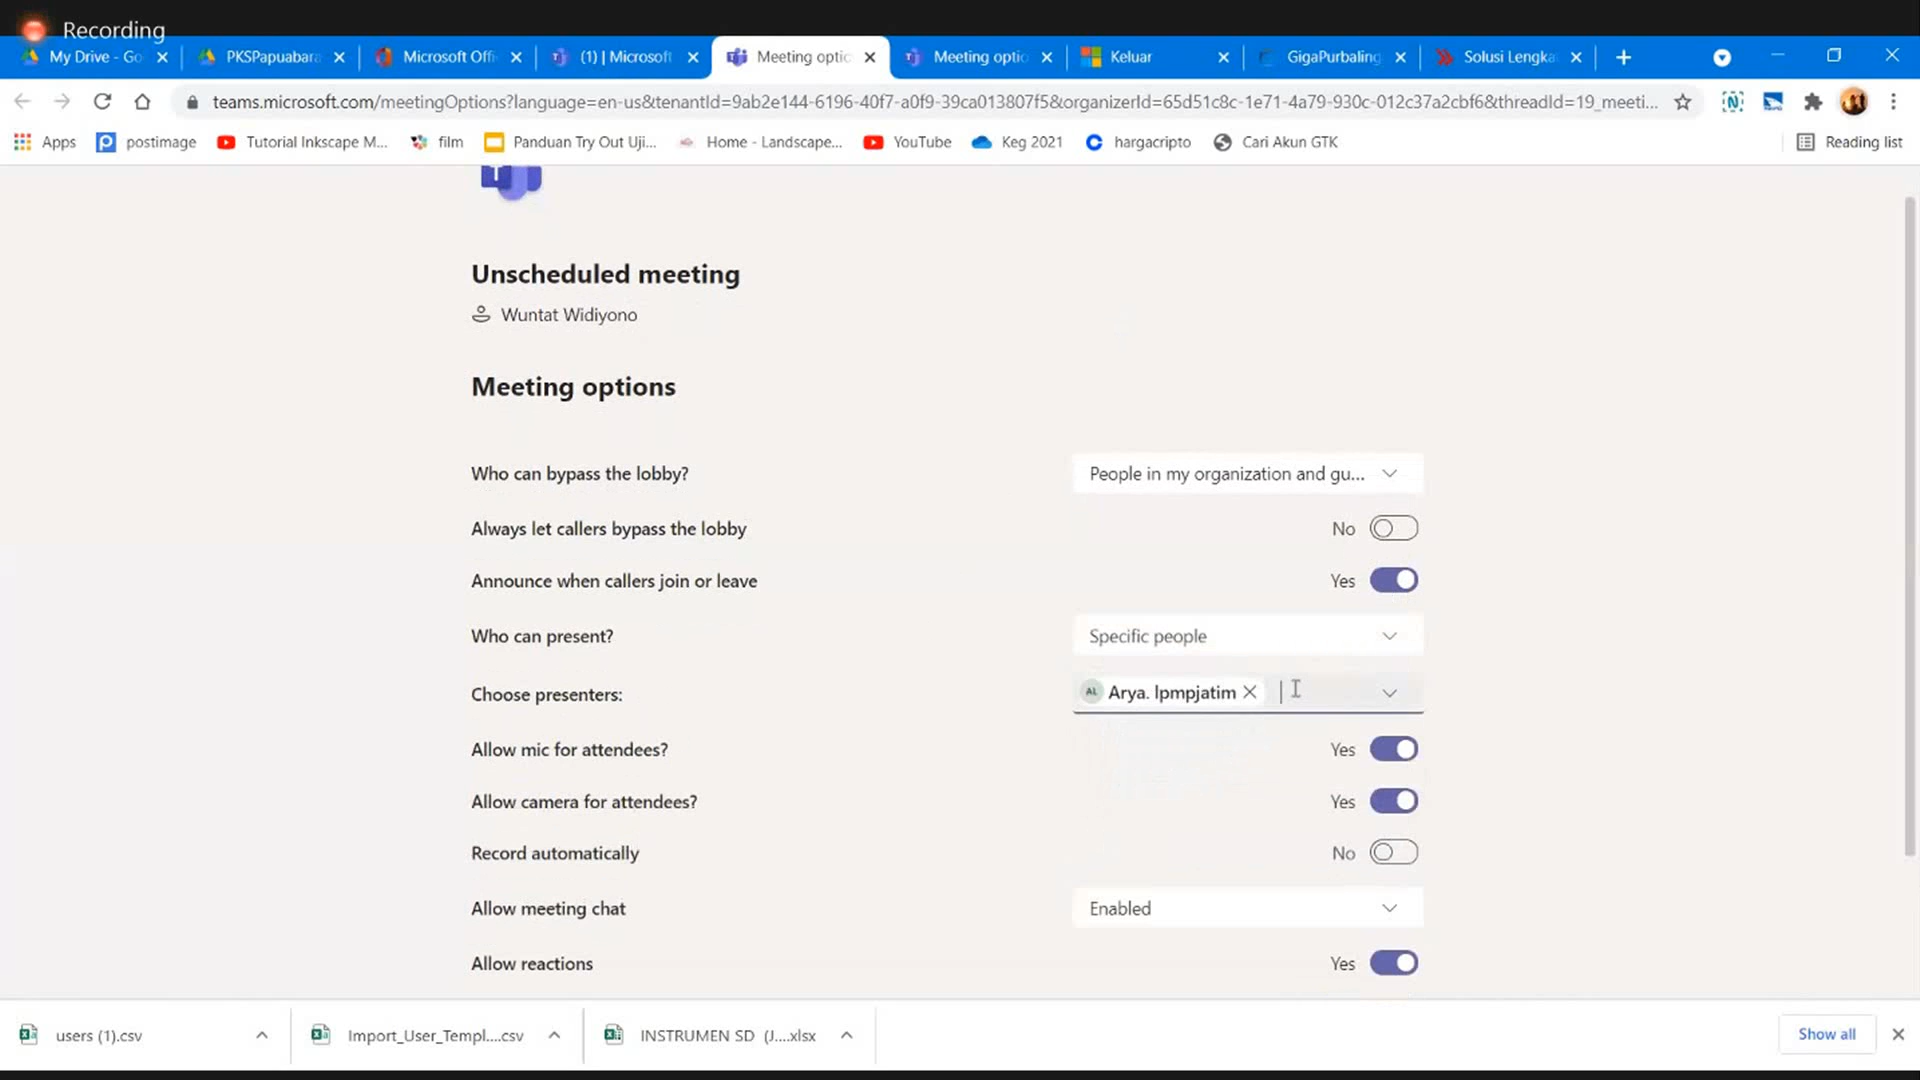 Recording
My Drive - Go
PKSPapuabara
Microsoft Offi
(1) | Microsoft
Meeting optio
Meeting optio
Keluar
GigaPurbaling
Solusi Lengka
teams.microsoft.com/meetingOptions?language=en-us&tenantId=9ab2e144-6196-40f7-a0f9-39ca013807f5&organizerId=65d51c8c-1e71-4a79-930c-012c37a2cbf6&threadId=19_meeti...
Apps
postimage
Tutorial Inkscape M...
film
Panduan Try Out Uji...
Home - Landscape...
YouTube
Keg 2021
hargacripto
Cari Akun GTK
Reading list
Unscheduled meeting
Wuntat Widiyono
Meeting options
Who can bypass the lobby?
People in my organization and gu...
Always let callers bypass the lobby
No
Announce when callers join or leave
Yes
Who can present?
Specific people
Choose presenters:
AL Arya. lpmpjatim
Allow mic for attendees?
Yes
Allow camera for attendees?
Yes
Record automatically
No
Allow meeting chat
Enabled
Allow reactions
Yes
users (1).csv
Import_User_Templ....csv
INSTRUMEN SD (J....xlsx
Show all